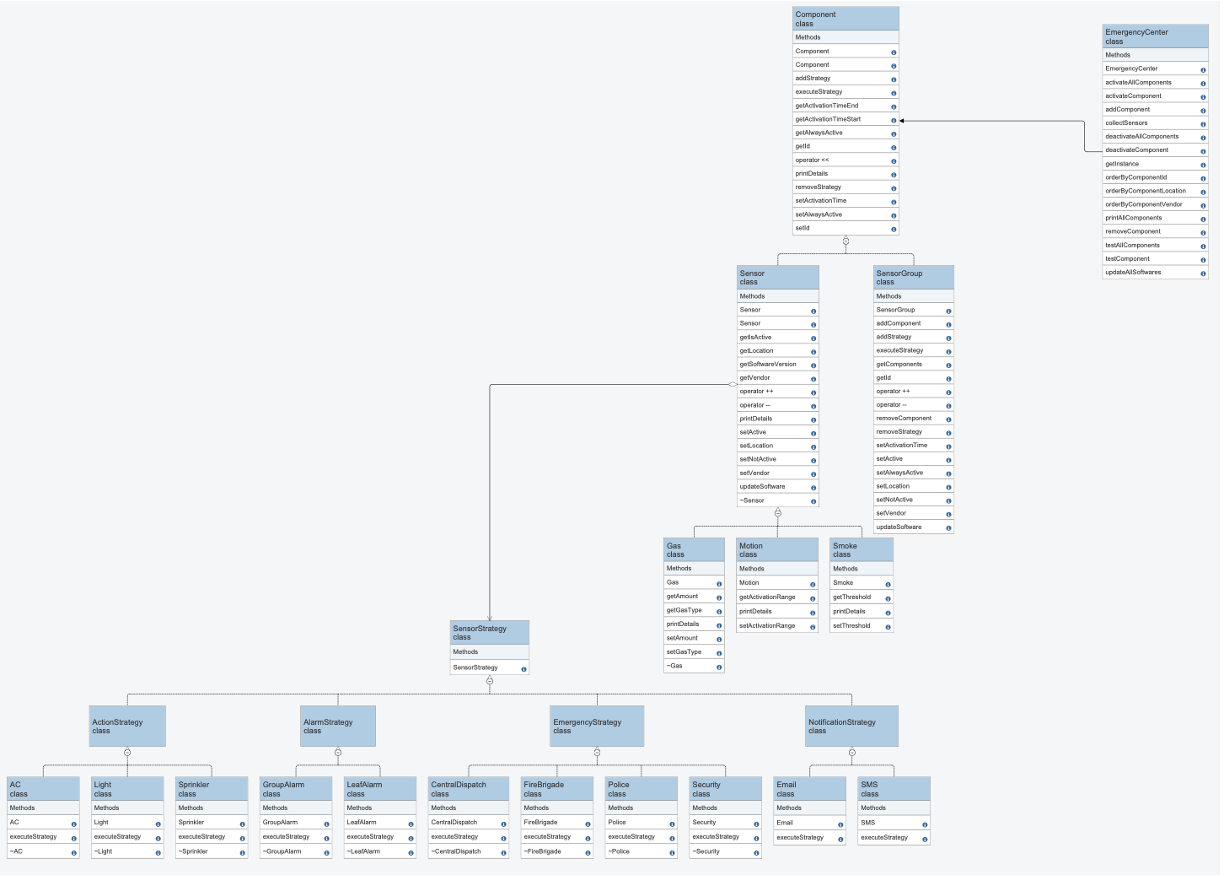 Component
class
Methods
Component
Component
addStrategy
executeStrategy
getActivationTimeEnd
getActivationTimeStart
getAlwaysActive
getId
operator <<
printDetails
removeStrategy
setActivationTime
setAlwaysActive
setId
EmergencyCenter
class
Methods
EmergencyCenter
activateAllComponents
activateComponent
addComponent
collectSensors
deactivateAllComponents
deactivateComponent
getInstance
orderByComponentId
orderByComponentLocation
orderByComponentVendor
printAllComponents
removeComponent
testAllComponents
testComponent
updateAllSoftwares
Sensor
class
Methods
Sensor
Sensor
getIsActive
getLocation
getSoftwareVersion
getVendor
operator ++
operator --
printDetails
setActive
setLocation
setNotActive
setVendor
updateSoftware
~Sensor
SensorGroup
class
Methods
SensorGroup
addComponent
addStrategy
executeStrategy
getComponents
getId
operator ++
operator --
removeComponent
removeStrategy
setActivationTime
setActive
setAlwaysActive
setLocation
setNotActive
setVendor
updateSoftware
Gas
class
Methods
Gas
getAmount
getGasType
printDetails
setAmount
setGasType
~Gas
Motion
class
Methods
Motion
getActivationRange
printDetails
setActivationRange
Smoke
class
Methods
Smoke
getThreshold
printDetails
setThreshold
SensorStrategy
class
Methods
SensorStrategy
ActionStrategy
class
AlarmStrategy
class
EmergencyStrategy
class
NotificationStrategy
class
AC
class
Methods
AC
executeStrategy
~AC
Light
class
Methods
Light
executeStrategy
~Light
Sprinkler
class
Methods
Sprinkler
executeStrategy
~Sprinkler
GroupAlarm
class
Methods
GroupAlarm
executeStrategy
~GroupAlarm
LeafAlarm
class
Methods
LeafAlarm
executeStrategy
~LeafAlarm
CentralDispatch
class
Methods
CentralDispatch
executeStrategy
~CentralDispatch
FireBrigade
class
Methods
FireBrigade
executeStrategy
~FireBrigade
Police
class
Methods
Police
executeStrategy
~Police
Security
class
Methods
Security
executeStrategy
~Security
Email
class
Methods
Email
executeStrategy
SMS
class
Methods
SMS
executeStrategy